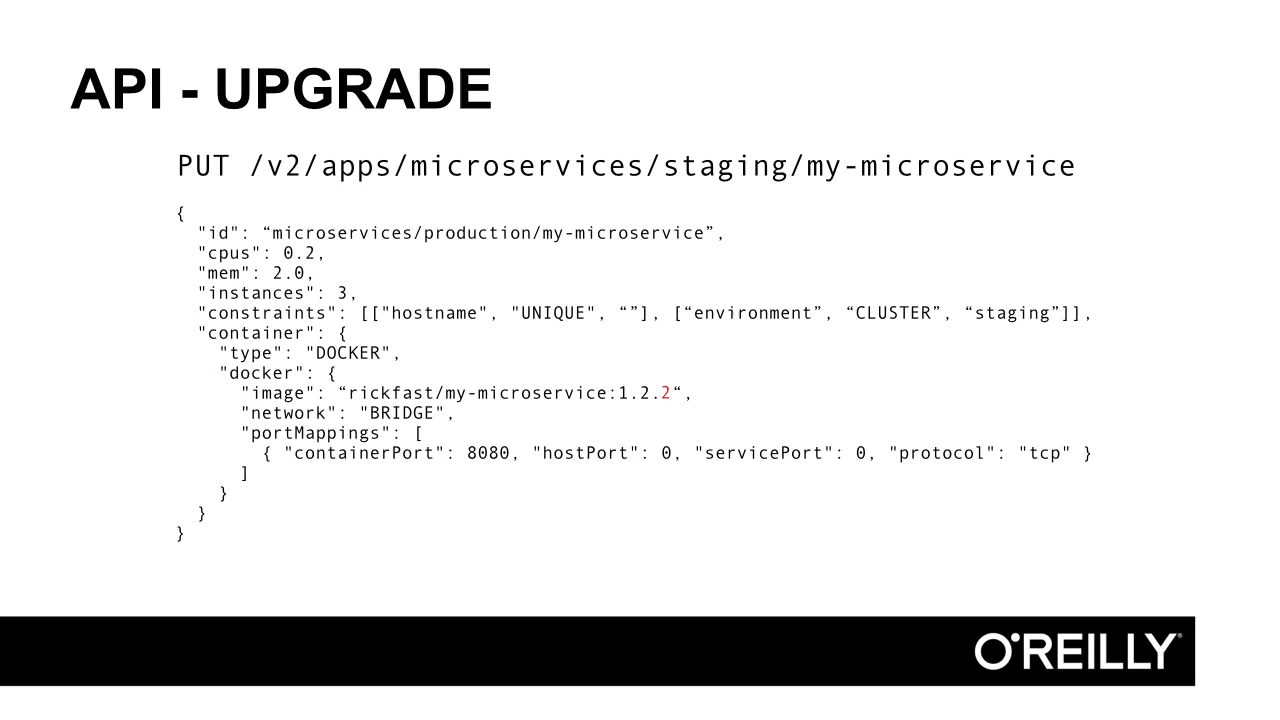 API - UPGRADE
PUT /v2/apps/microservices/staging/my-microservice
{
  "id": “microservices/production/my-microservice”,
  "cpus": 0.2,
  "mem": 2.0,
  "instances": 3,
  "constraints": [["hostname", "UNIQUE", “”], [“environment”, “CLUSTER”, “staging”]],
  "container": {
    "type": "DOCKER",
    "docker": {
      "image": “rickfast/my-microservice:1.2.2“,
      "network": "BRIDGE",
      "portMappings": [
        { "containerPort": 8080, "hostPort": 0, "servicePort": 0, "protocol": "tcp" }
      ]
    }
  }
}
O'REILLY®